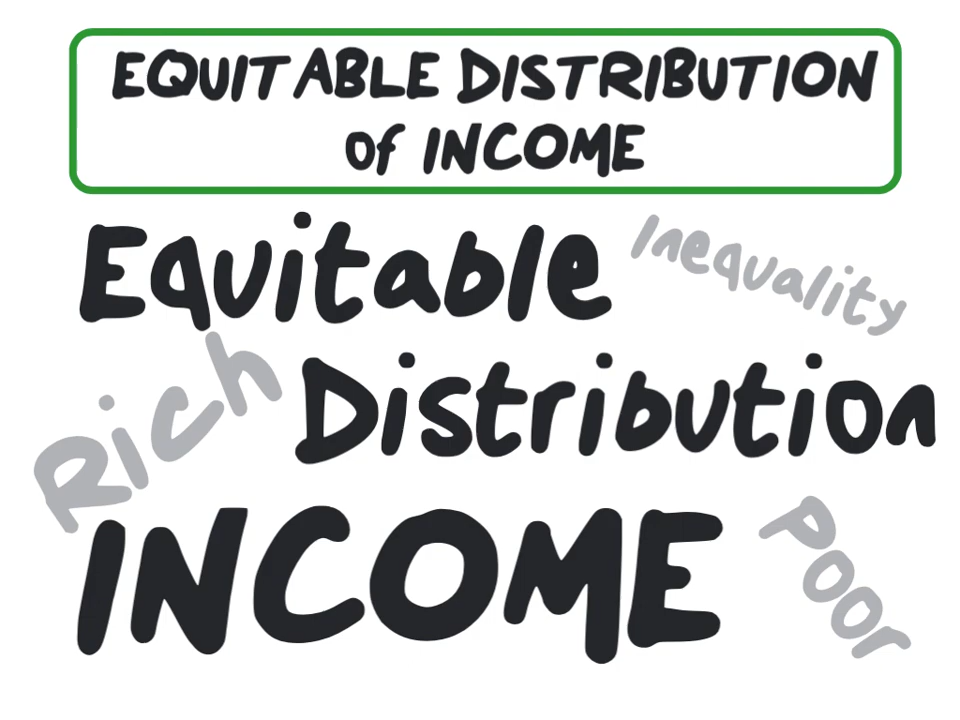 EQUITABLE DISTRIBUTION
of INCOME
Equitable
Inequality
Rich
Distribution
INCOME
Poor